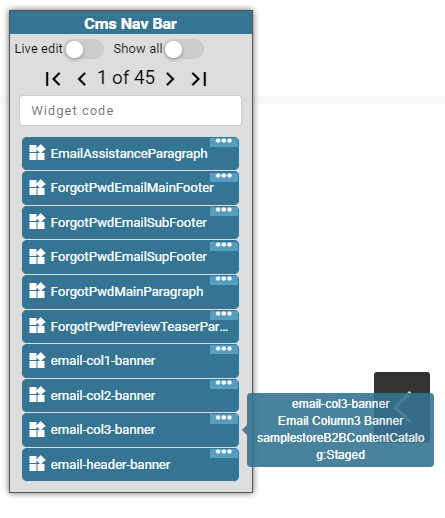 Cms Nav Bar
Live edit Show all
1 of 45
Widget code
EmailAssistanceParagraph
ForgotPwdEmailMainFooter
ForgotPwdEmailSubFooter
ForgotPwdEmailSupFooter
ForgotPwdMainParagraph
ForgotPwdPreviewTeaserPar...
email-col1-banner
email-col2-banner
email-col3-banner
email-header-banner
email-col3-banner
Email Column3 Banner
samplestoreB2BContentCatalo
g:Staged